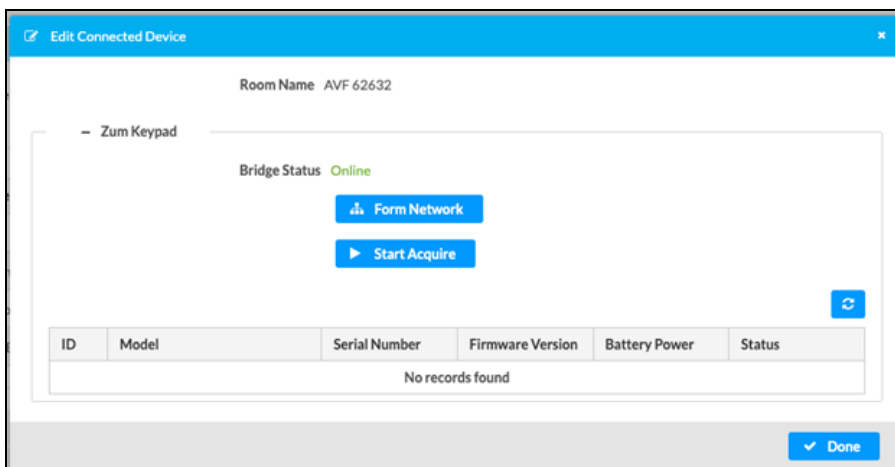 Edit Connected Device
Room Name AVF 62632
– Zum Keypad
Bridge Status Online
Form Network
Start Acquire
ID Model Serial Number Firmware Version Battery Power Status
No records found
Done